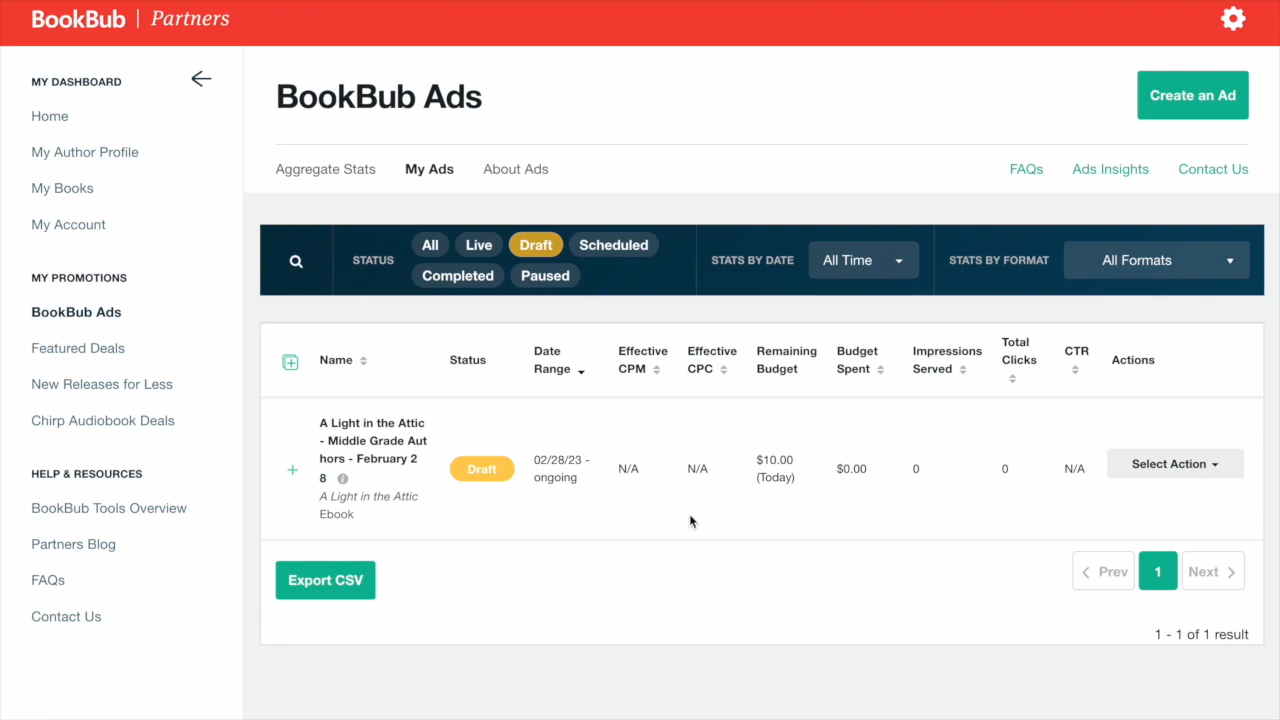 BookBub | Partners
MY DASHBOARD
Home
My Author Profile
My Books
My Account
MY PROMOTIONS
BookBub Ads
Featured Deals
New Releases for Less
Chirp Audiobook Deals
HELP & RESOURCES
BookBub Tools Overview
Partners Blog
FAQs
Contact Us
BookBub Ads
Create an Ad
Aggregate Stats My Ads About Ads FAQs Ads Insights Contact Us
STATUS All Live Draft Scheduled
Completed Paused
STATS BY DATE All Time STATS BY FORMAT All Formats
Name
Status
Date
Range
Effective
CPM
Effective
CPC
Remaining
Budget
Budget
Spent
Impressions
Served
Total
Clicks
CTR
Actions
A Light in the Attic
- Middle Grade Aut
hors - February 2
8
A Light in the Attic
Ebook
Draft
02/28/23 -
ongoing
N/A
N/A
$10.00
(Today)
$0.00
0
0
N/A
Select Action
Export CSV
Prev 1 Next
1 - 1 of 1 result